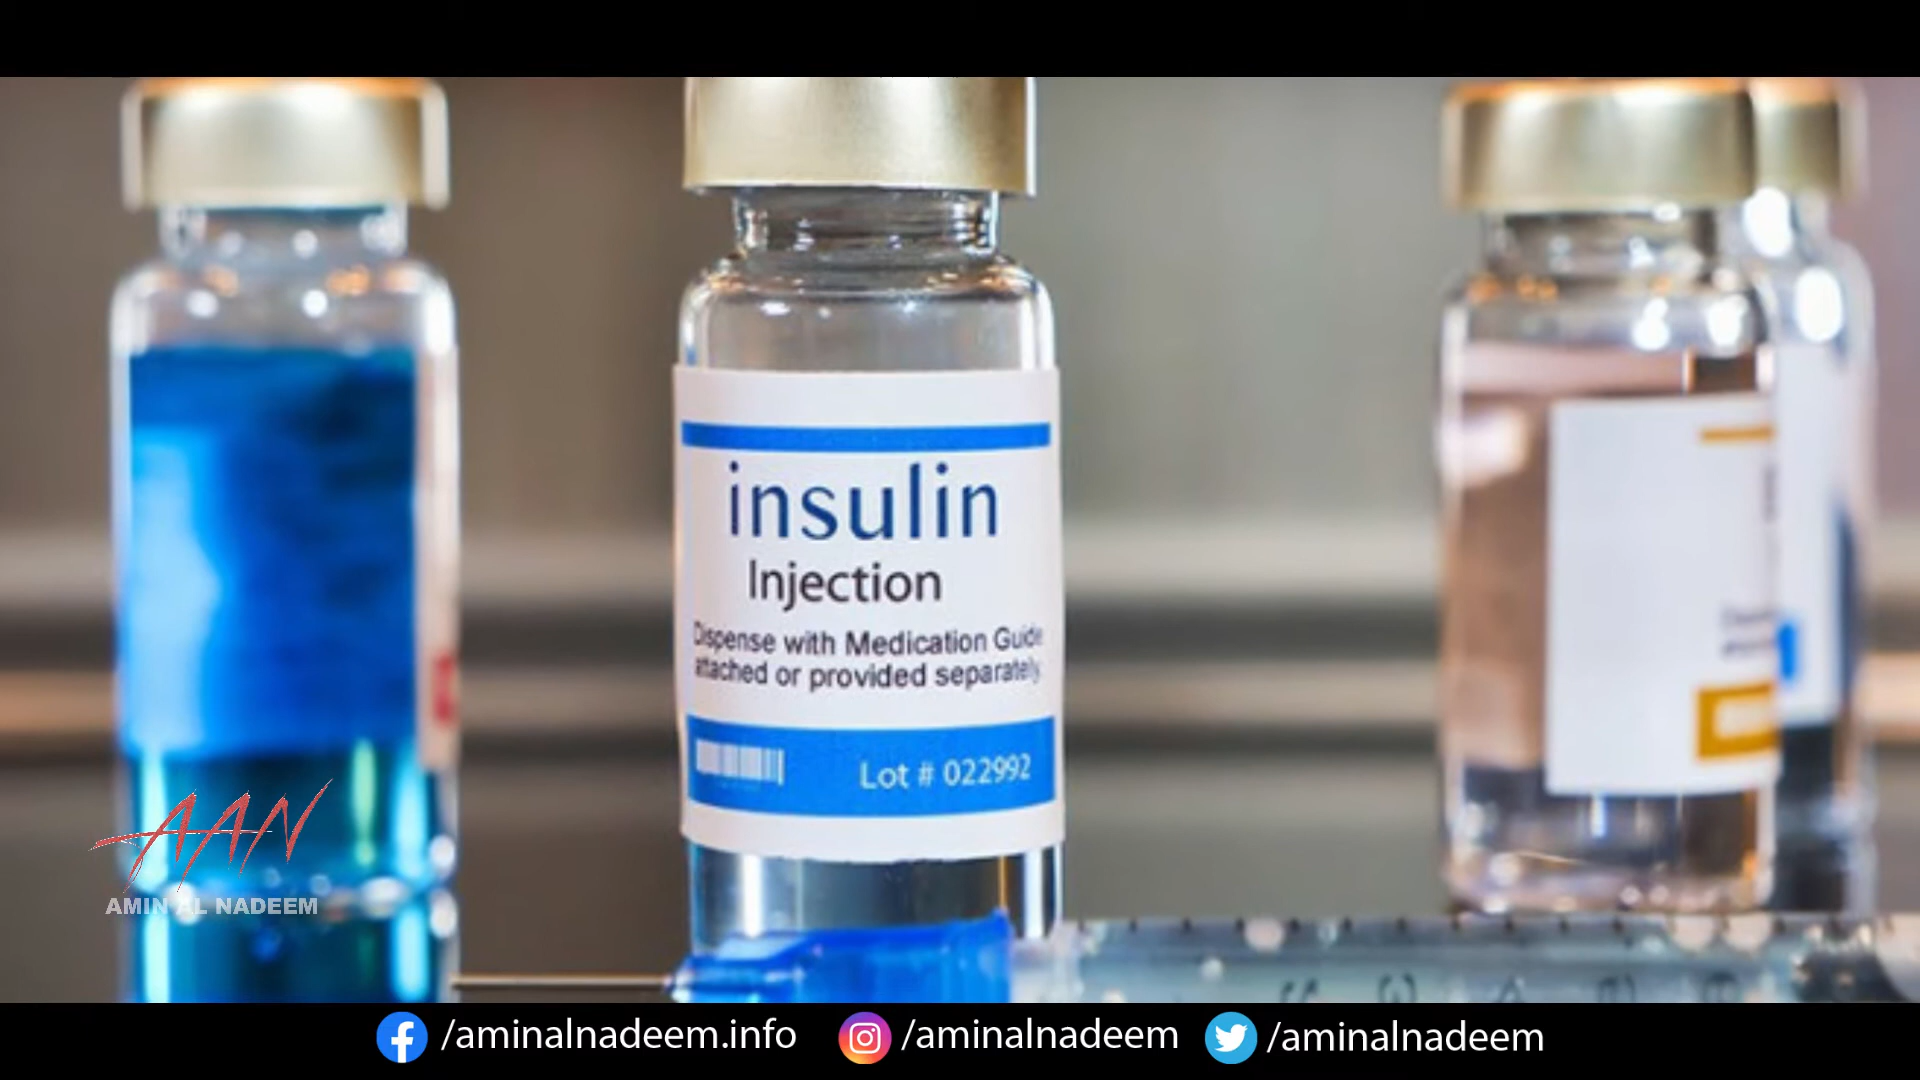 insulin
Injection
Dispense with Medication Guide
attached or provided separately.
Lot # 022992
AAN
AMIN AL NADEEM
/aminalnadeem.info
/aminalnadeem
/aminalnadeem